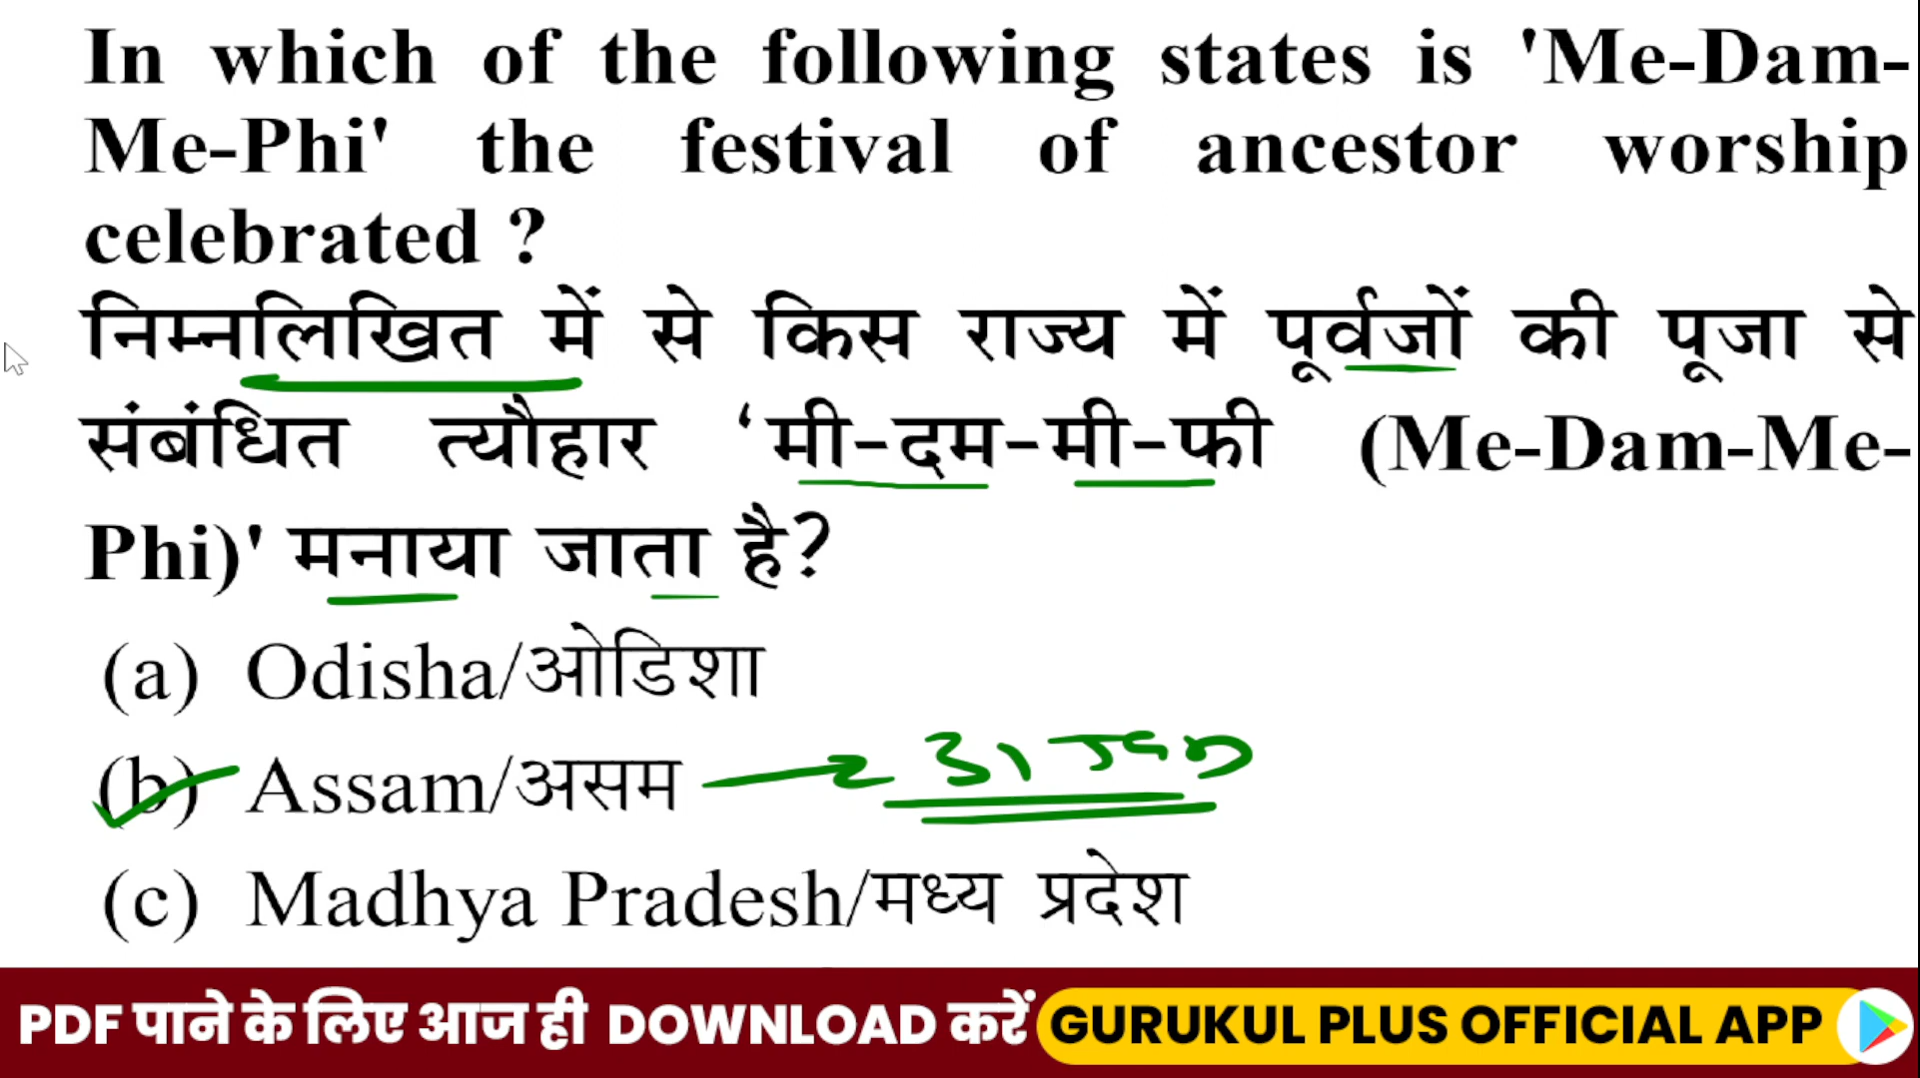 In which of the following states is 'Me-Dam-
Me-Phi' the festival of ancestor worship
celebrated ?
निम्नलिखित में से किस राज्य में पूर्वजों की पूजा से
संबंधित त्यौहार ‘मी-दम-मी-फी (Me-Dam-Me-
Phi)' मनाया जाता है?
(a) Odisha/ओडिशा
(b) Assam/असम 31 जन
(c) Madhya Pradesh/मध्य प्रदेश
PDF पाने के लिए आज ही DOWNLOAD करें GURUKUL PLUS OFFICIAL APP